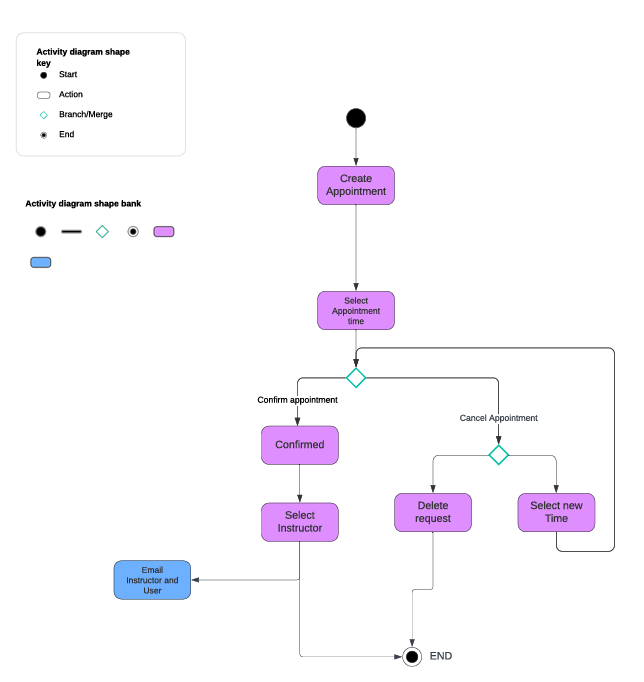 Activity diagram shape
key
Start
Action
Branch/Merge
End
Activity diagram shape bank
Create
Appointment
Select
Appointment
time
Confirm appointment
Cancel Appointment
Confirmed
Delete
request
Select new
Time
Select
Instructor
Email
Instructor and
User
END